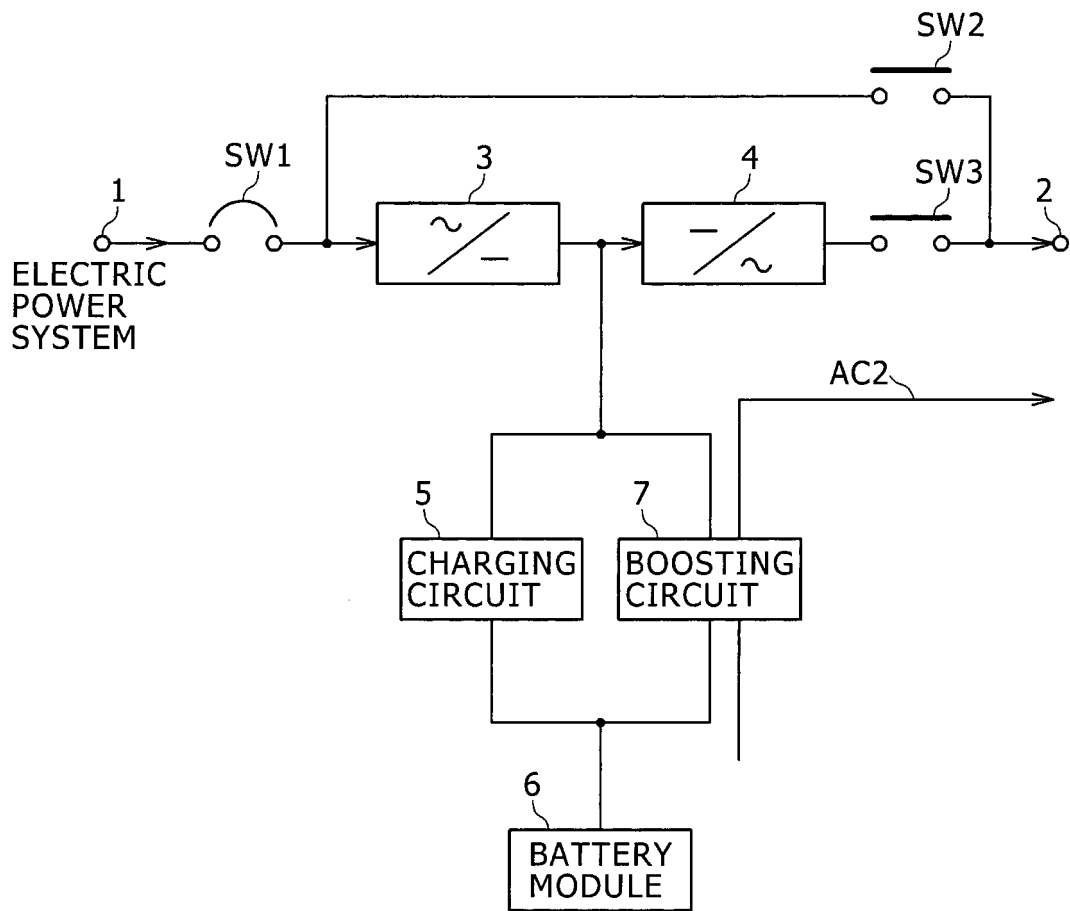 SW2
SW1
3
4
SW3
1
2
ELECTRIC
POWER
SYSTEM
AC2
5
7
CHARGING
CIRCUIT
BOOSTING
CIRCUIT
6
BATTERY
MODULE